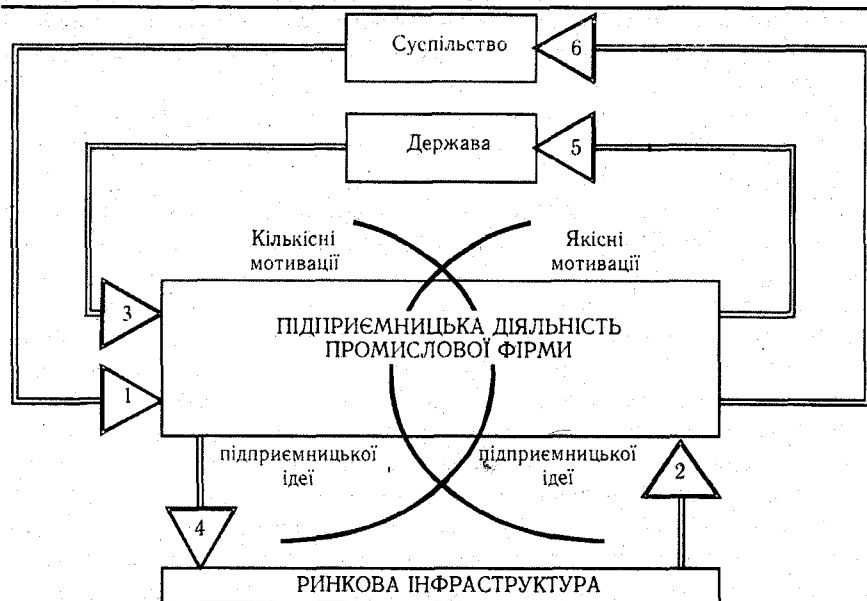 Суспільство
6
Держава
5
Кількісні
мотивації
Якісні
мотивації
3
ПІДПРИЄМНИЦЬКА ДІЯЛЬНІСТЬ
ПРОМИСЛОВОЇ ФІРМИ
1
підприємницької
ідеї
підприємницької
ідеї
2
4
РИНКОВА ІНФРАСТРУКТУРА